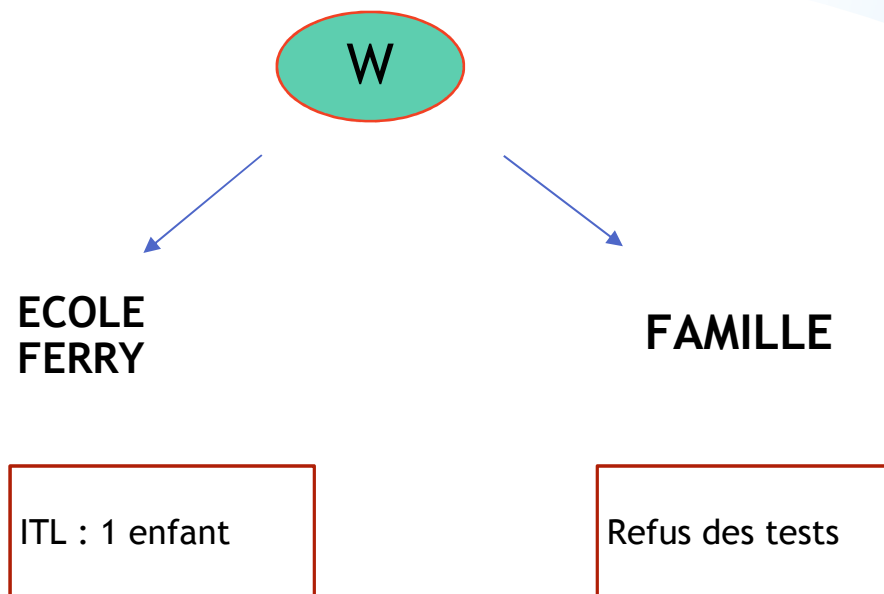 W
ECOLE
FERRY
FAMILLE
ITL : 1 enfant
Refus des tests